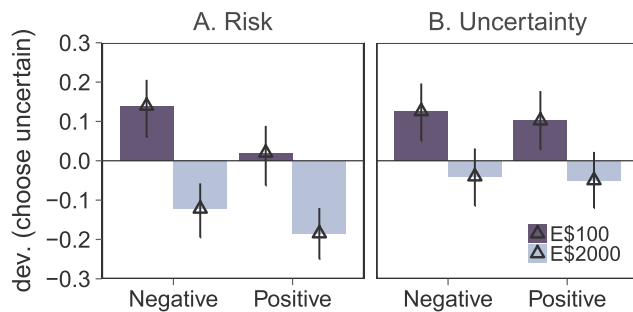 A. Risk
B. Uncertainty
dev. (choose uncertain)
0.3
0.2
0.1
0.0
−0.1
−0.2
−0.3
E$100
E$2000
Negative Positive
Negative Positive